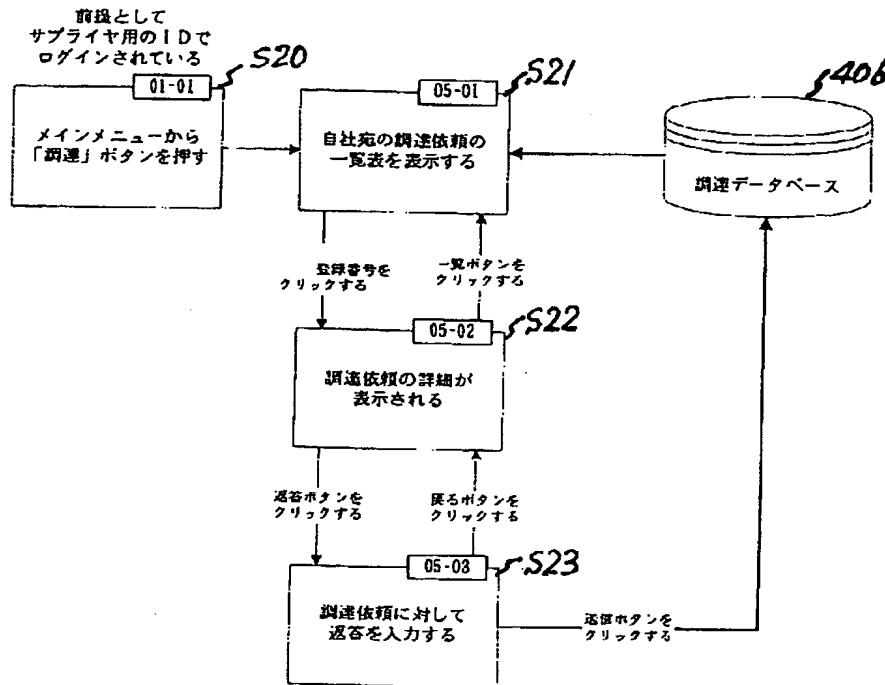 前提として
サプライヤ用のIDで
ログインされている
S20
01-01
メインメニューから
「調達」ボタンを押す
S21
05-01
自社宛の調達依頼の
一覧表を表示する
406
調達データベース
登録番号を
クリックする
一覧ボタンを
クリックする
S22
05-02
調達依頼の詳細が
表示される
返答ボタンを
クリックする
戻るボタンを
クリックする
S23
05-03
調達依頼に対して
返答を入力する
送信ボタンを
クリックする